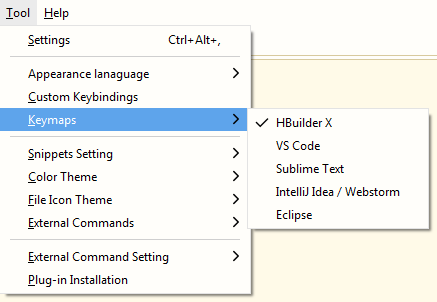 Tool Help
Settings Ctrl+Alt+,
Appearance lanaguage
Custom Keybindings
Keymaps
HBuilder X
VS Code
Sublime Text
IntelliJ Idea / Webstorm
Eclipse
Snippets Setting
Color Theme
File Icon Theme
External Commands
External Command Setting
Plug-in Installation